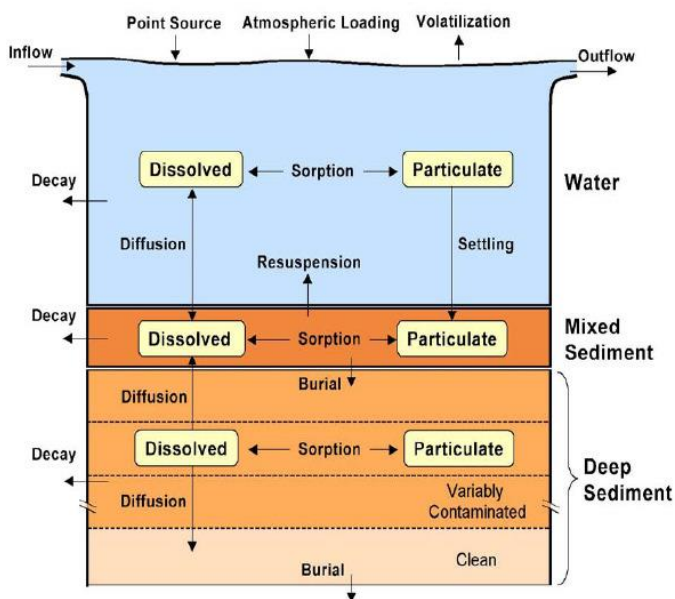 Point Source
Atmospheric Loading
Volatilization
Inflow
Outflow
Dissolved
Sorption
Particulate
Decay
Water
Diffusion
Settling
Resuspension
Decay
Dissolved
Sorption
Particulate
Mixed
Sediment
Burial
Diffusion
Dissolved
Sorption
Particulate
Decay
Deep
Sediment
Diffusion
Variably
Contaminated
Clean
Burial